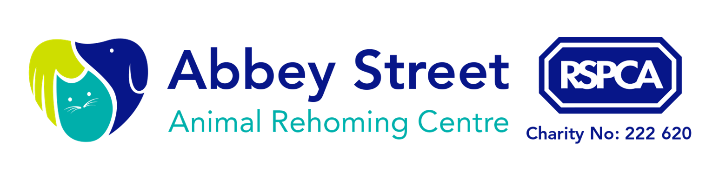 Abbey Street
Animal Rehoming Centre
RSPCA
Charity No: 222 620